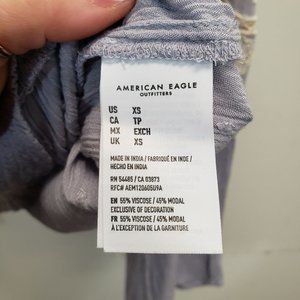 AMERICAN EAGLE
OUTFITTERS
US XS
CA TP
MX EXCH
UK XS
MADE IN INDIA / FABRIQUÉ EN INDE /
HECHO EN INDIA
RN 54485 / CA 03873
RFC# AEM120605U9A
EN 55% VISCOSE / 45% MODAL
EXCLUSIVE OF DECORATION
FR 55% VISCOSE / 45% MODAL
À L'EXCEPTION DE LA GARNITURE